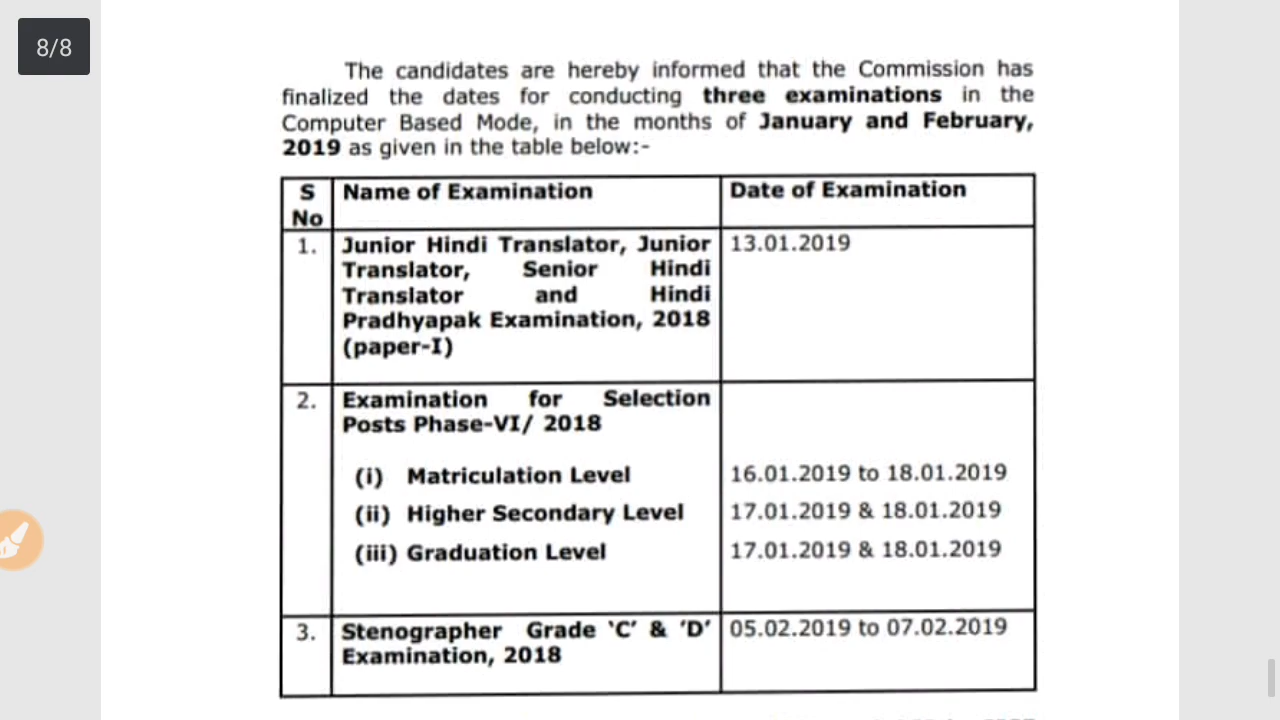 8/8
The candidates are hereby informed that the Commission has
finalized the dates for conducting three examinations in the
Computer Based Mode, in the months of January and February,
2019 as given in the table below:-
S No Name of Examination Date of Examination
1. Junior Hindi Translator, Junior 13.01.2019
Translator, Senior Hindi
Translator and Hindi
Pradhyapak Examination, 2018
(paper-I)
2. Examination for Selection
Posts Phase-VI/ 2018
(i) Matriculation Level 16.01.2019 to 18.01.2019
(ii) Higher Secondary Level 17.01.2019 & 18.01.2019
(iii) Graduation Level 17.01.2019 & 18.01.2019
3. Stenographer Grade ‘C’ & ‘D’ 05.02.2019 to 07.02.2019
Examination, 2018